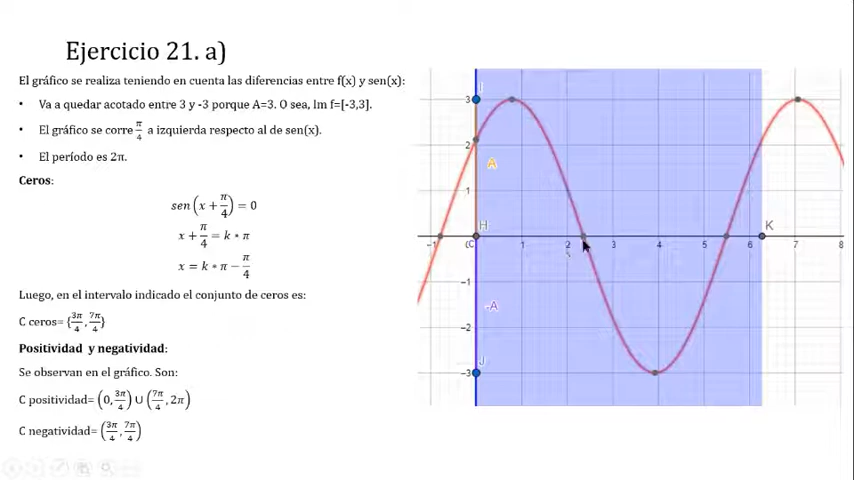 Ejercicio 21. a)
El gráfico se realiza teniendo en cuenta las diferencias entre f(x) y sen(x):
• Va a quedar acotado entre 3 y -3 porque A=3. O sea, Im f=[-3,3].
• El gráfico se corre π/4 a izquierda respecto al de sen(x).
• El período es 2π.
Ceros:
sen(x + π/4) = 0
x + π/4 = k * π
x = k * π − π/4
Luego, en el intervalo indicado el conjunto de ceros es:
C ceros= {3π/4, 7π/4}
Positividad y negatividad:
Se observan en el gráfico. Son:
C positividad= (0, 3π/4) ∪ (7π/4, 2π)
C negatividad= (3π/4, 7π/4)
I
3
2
A
1
H
K
−1
1
2
3
4
5
6
7
8
−1
-A
−2
J
−3